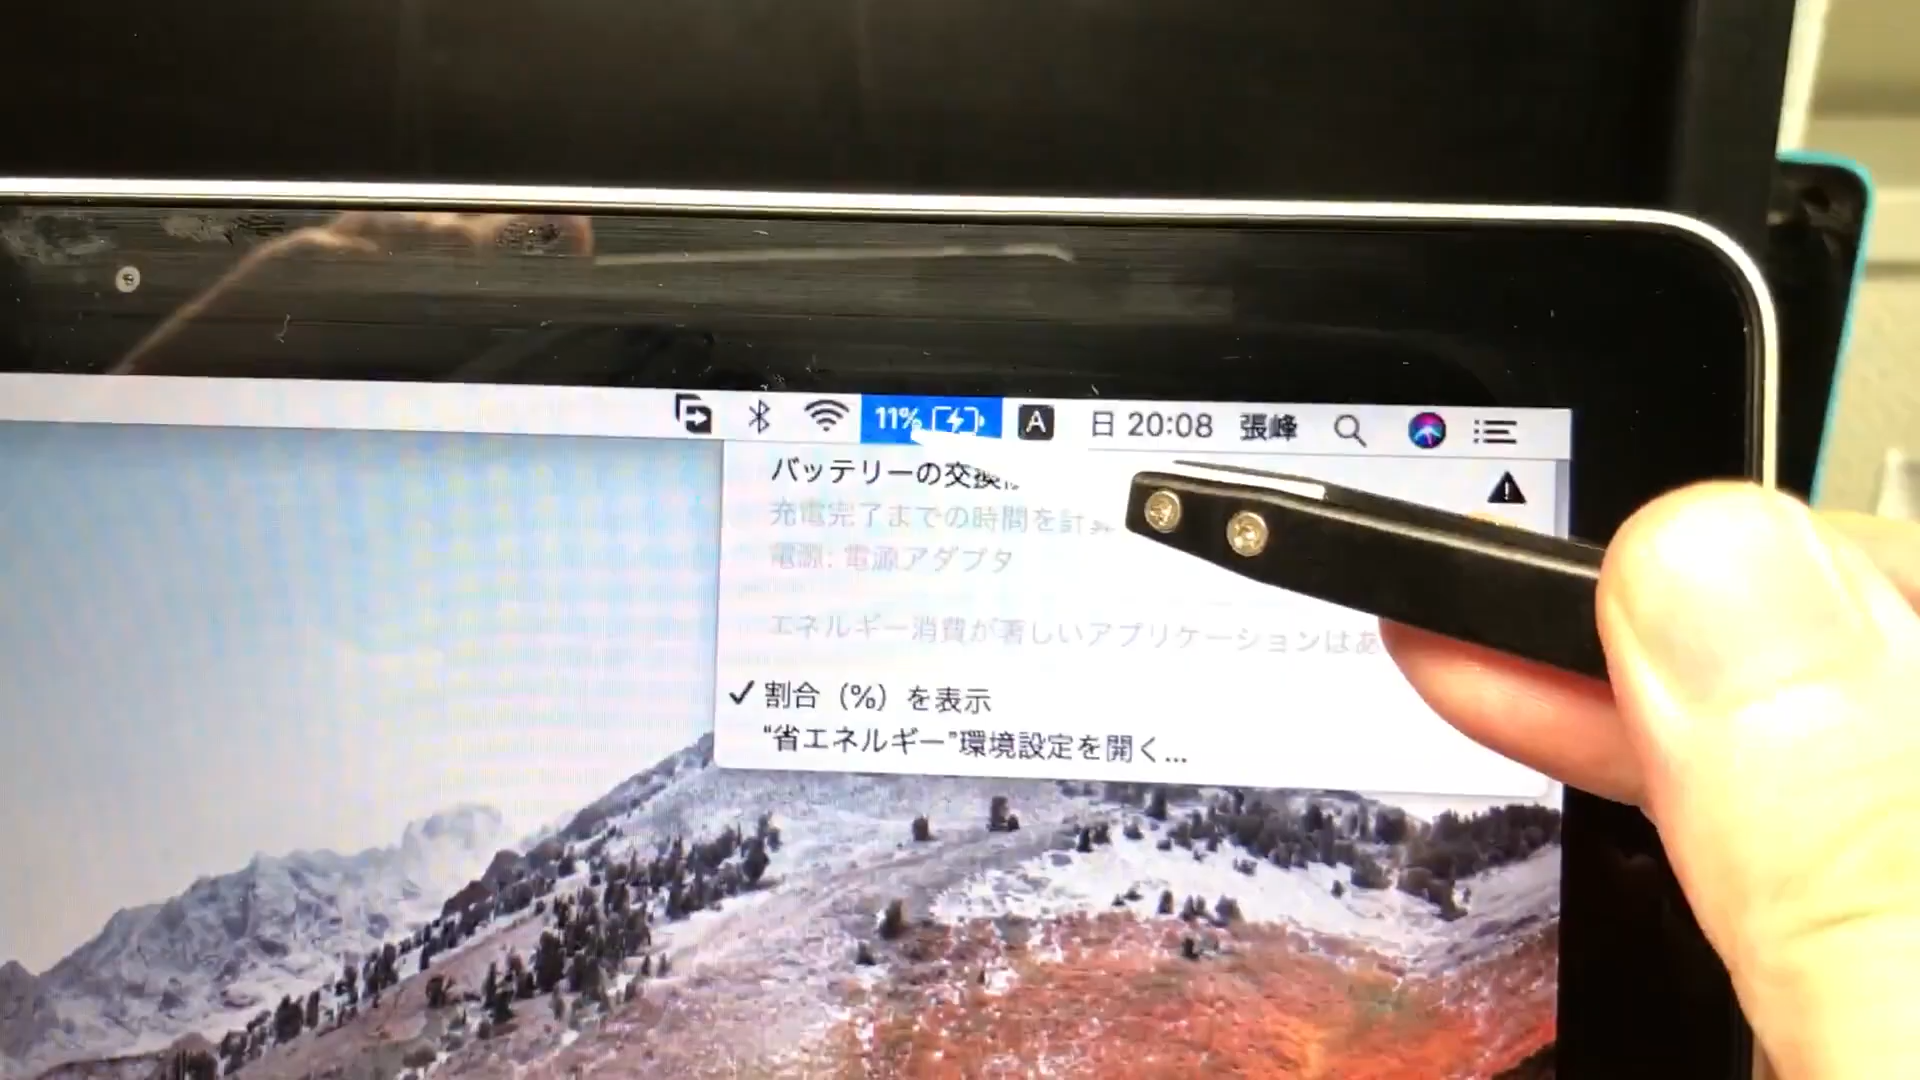 11% A 日 20:08 張峰
バッテリーの交換
充電完了までの時間を計
電源: 電源アダプタ
エネルギー消費が著しいアプリケーションはあ
✓ 割合（%）を表示
“省エネルギー”環境設定を開く...